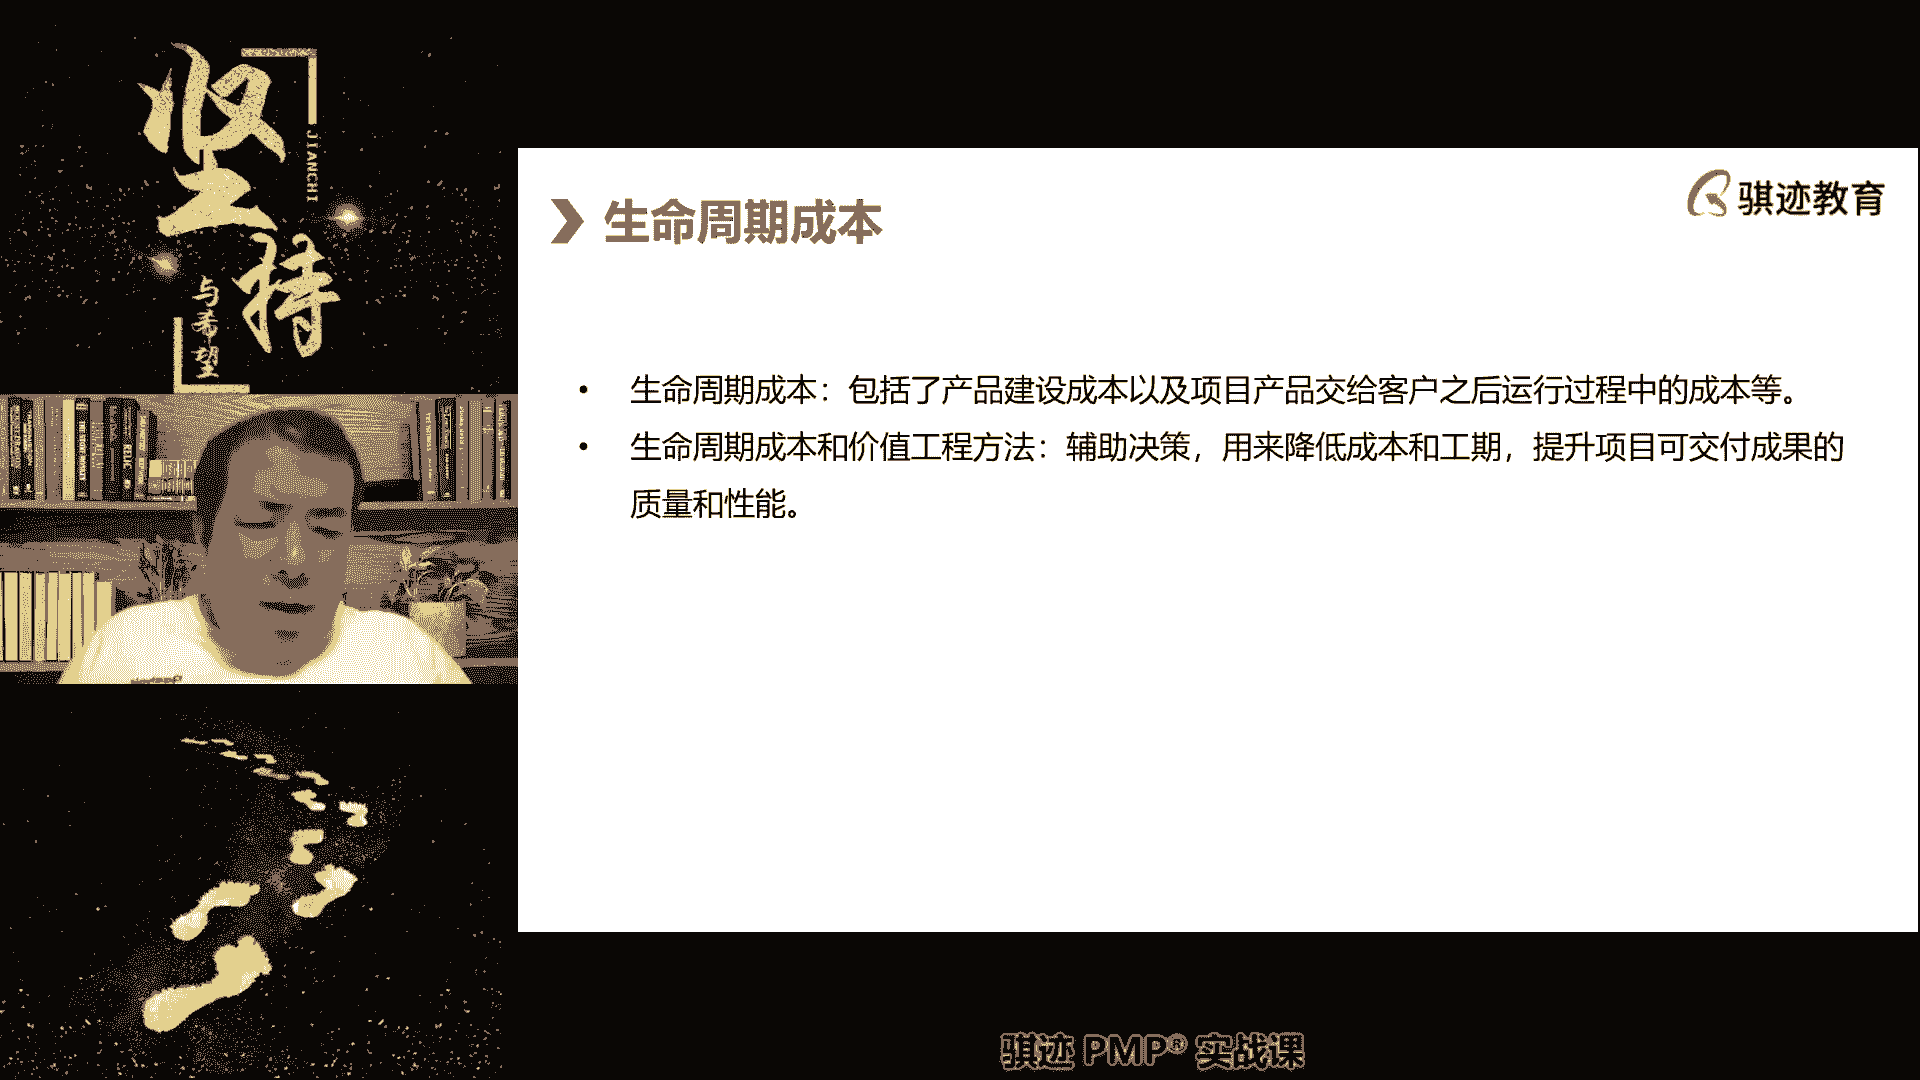 坚持
JIANCHI
与希望
骐迹教育
生命周期成本
• 生命周期成本：包括了产品建设成本以及项目产品交给客户之后运行过程中的成本等。
• 生命周期成本和价值工程方法：辅助决策，用来降低成本和工期，提升项目可交付成果的
质量和性能。
骐迹 PMP® 实战课